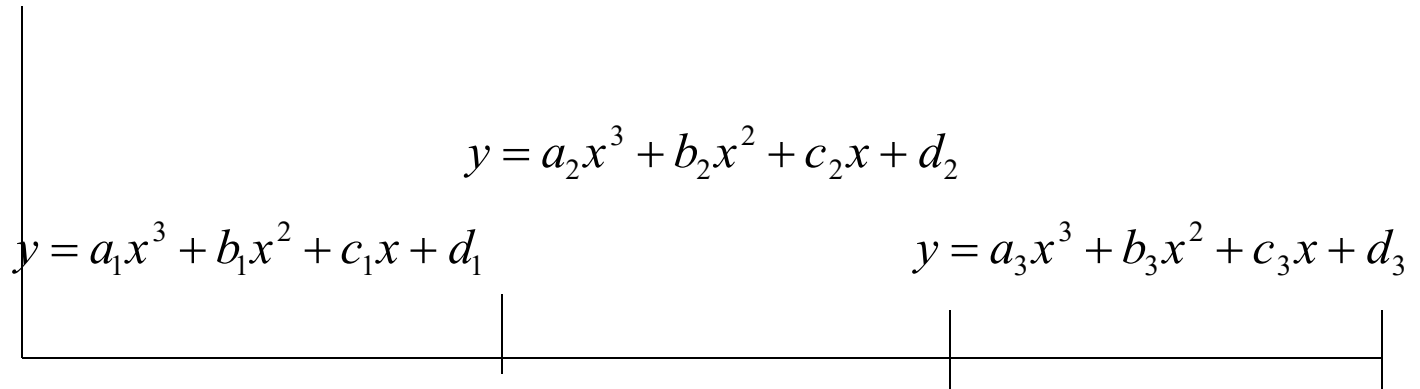 y = a₂x³ + b₂x² + c₂x + d₂
y = a₁x³ + b₁x² + c₁x + d₁
y = a₃x³ + b₃x² + c₃x + d₃